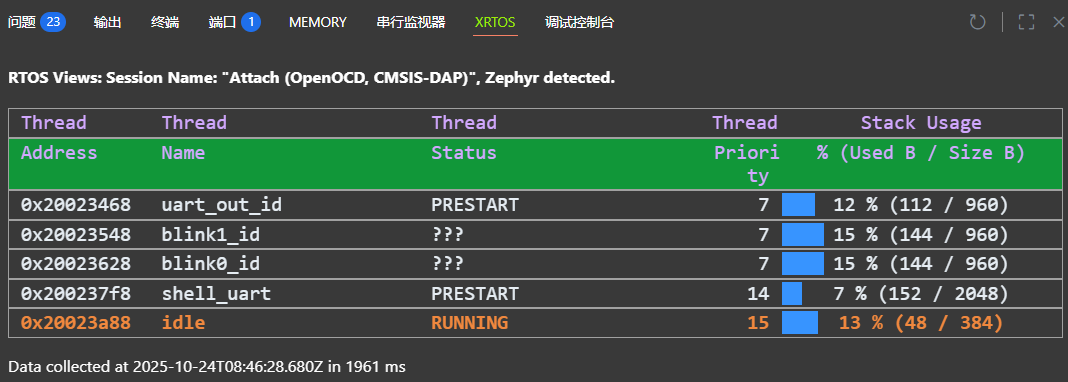 问题 23 输出 终端 端口 1 MEMORY 串行监视器 XRTOS 调试控制台
RTOS Views: Session Name: "Attach (OpenOCD, CMSIS-DAP)", Zephyr detected.
Thread Thread Thread Thread Stack Usage
Address Name Status Priori % (Used B / Size B)
ty
0x20023468 uart_out_id PRESTART 7 12 % (112 / 960)
0x20023548 blink1_id ??? 7 15 % (144 / 960)
0x20023628 blink0_id ??? 7 15 % (144 / 960)
0x200237f8 shell_uart PRESTART 14 7 % (152 / 2048)
0x20023a88 idle RUNNING 15 13 % (48 / 384)
Data collected at 2025-10-24T08:46:28.680Z in 1961 ms